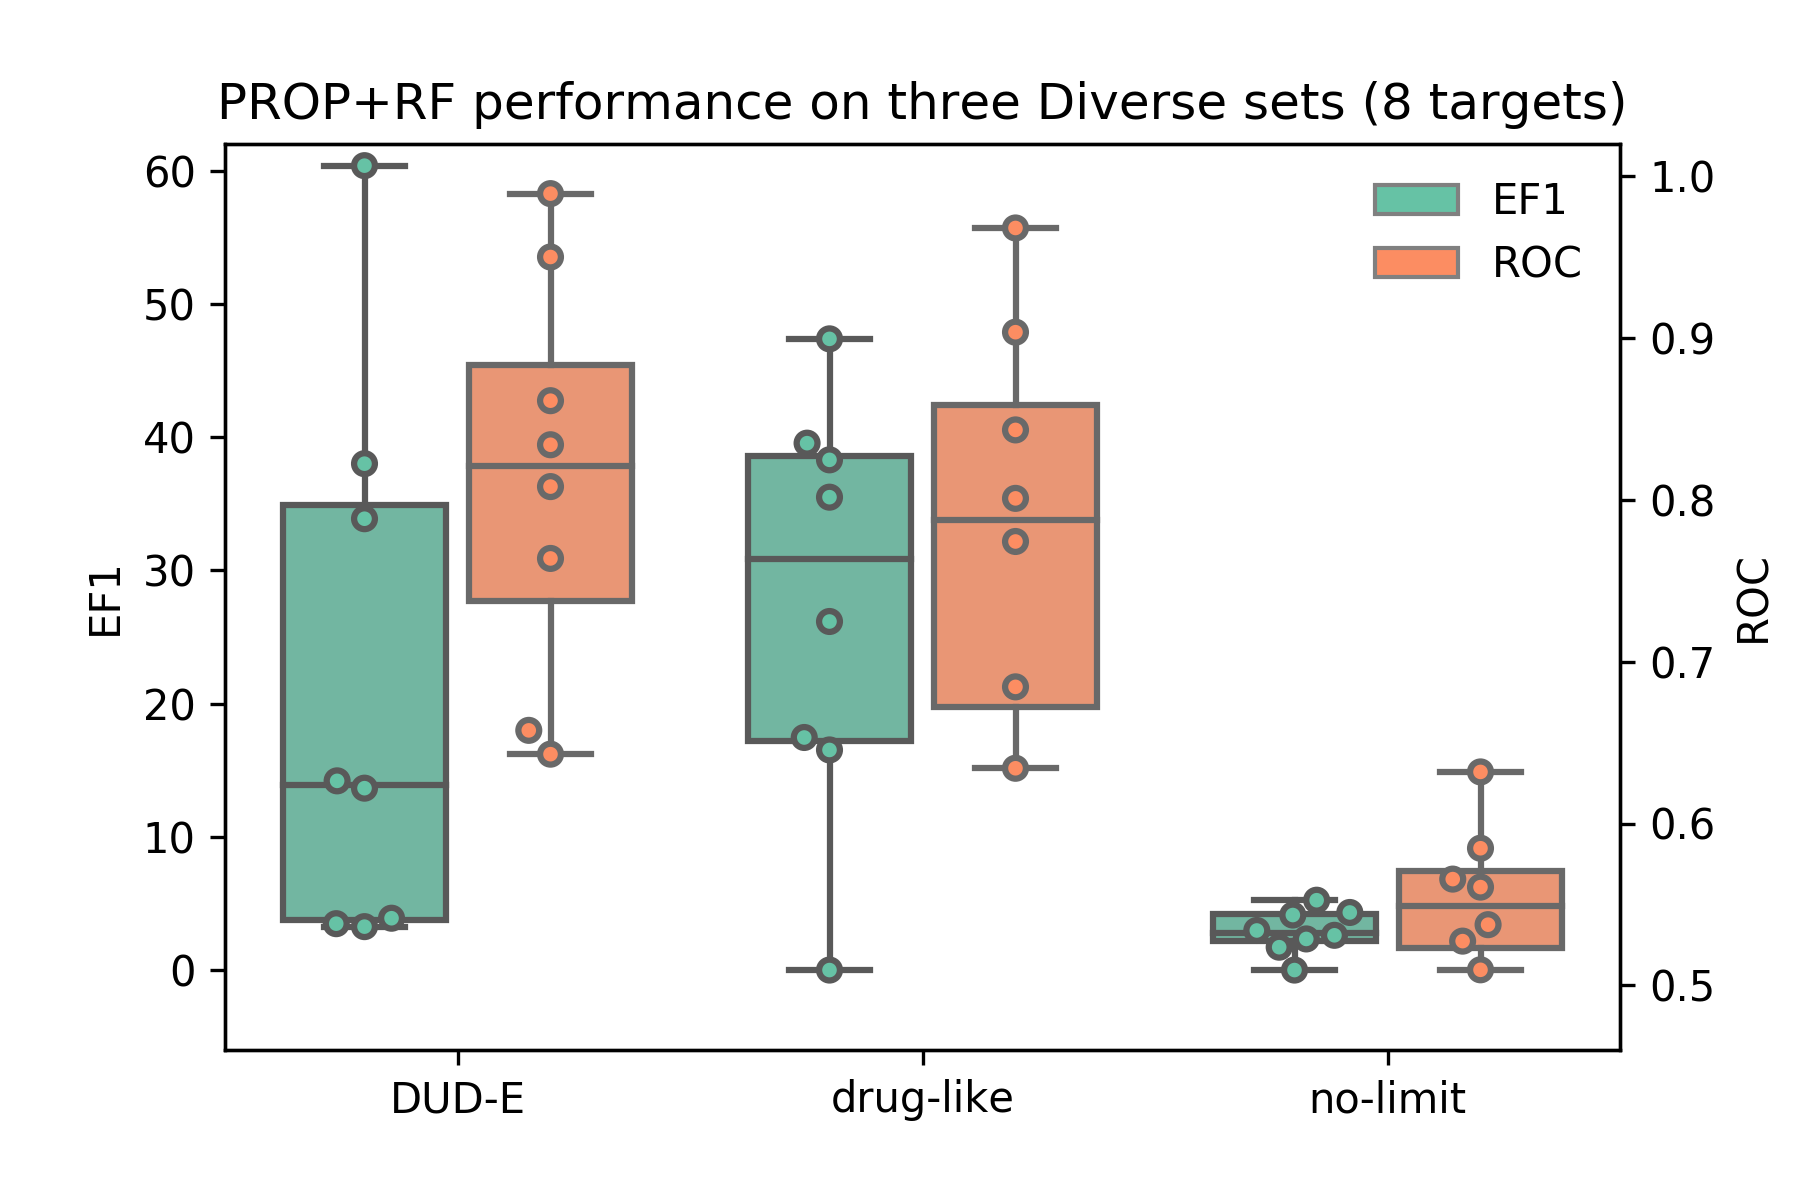 PROP+RF performance on three Diverse sets (8 targets)
EF1
ROC
60
50
40
30
20
10
0
EF1
1.0
0.9
0.8
0.7
0.6
0.5
ROC
DUD-E
drug-like
no-limit